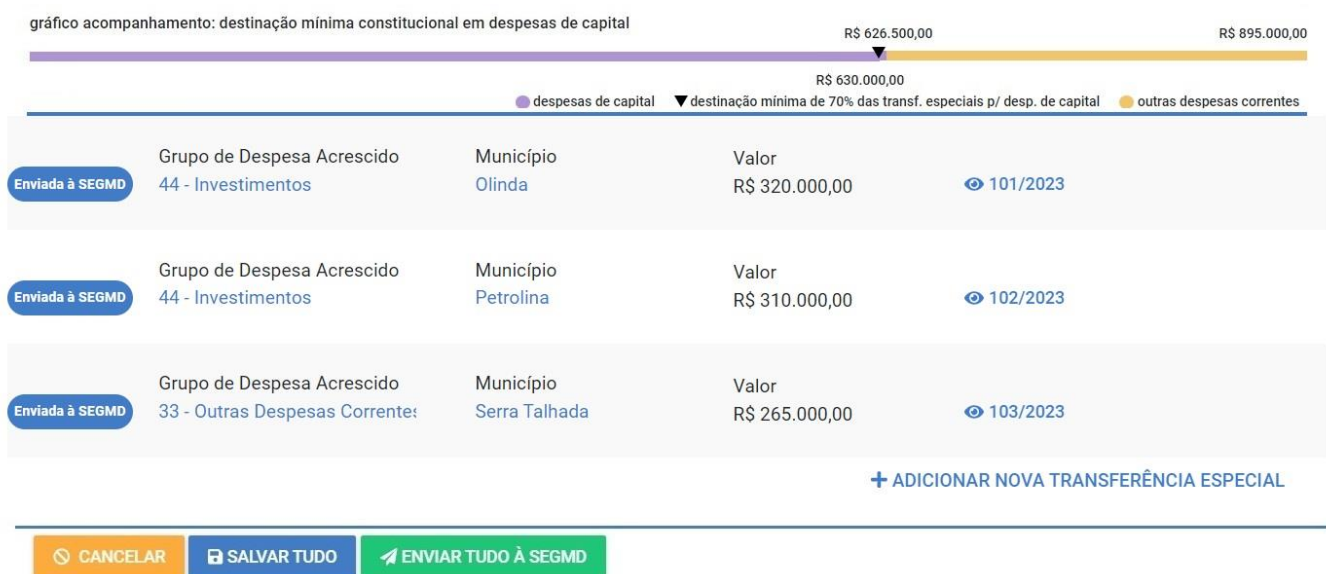 gráfico acompanhamento: destinação mínima constitucional em despesas de capital
R$ 626.500,00
R$ 895.000,00
R$ 630.000,00
despesas de capital destinação mínima de 70% das transf. especiais p/ desp. de capital outras despesas correntes
Grupo de Despesa Acrescido Município Valor
Enviada à SEGMD 44 - Investimentos Olinda R$ 320.000,00 101/2023
Grupo de Despesa Acrescido Município Valor
Enviada à SEGMD 44 - Investimentos Petrolina R$ 310.000,00 102/2023
Grupo de Despesa Acrescido Município Valor
Enviada à SEGMD 33 - Outras Despesas Correntes Serra Talhada R$ 265.000,00 103/2023
+ ADICIONAR NOVA TRANSFERÊNCIA ESPECIAL
CANCELAR SALVAR TUDO ENVIAR TUDO À SEGMD